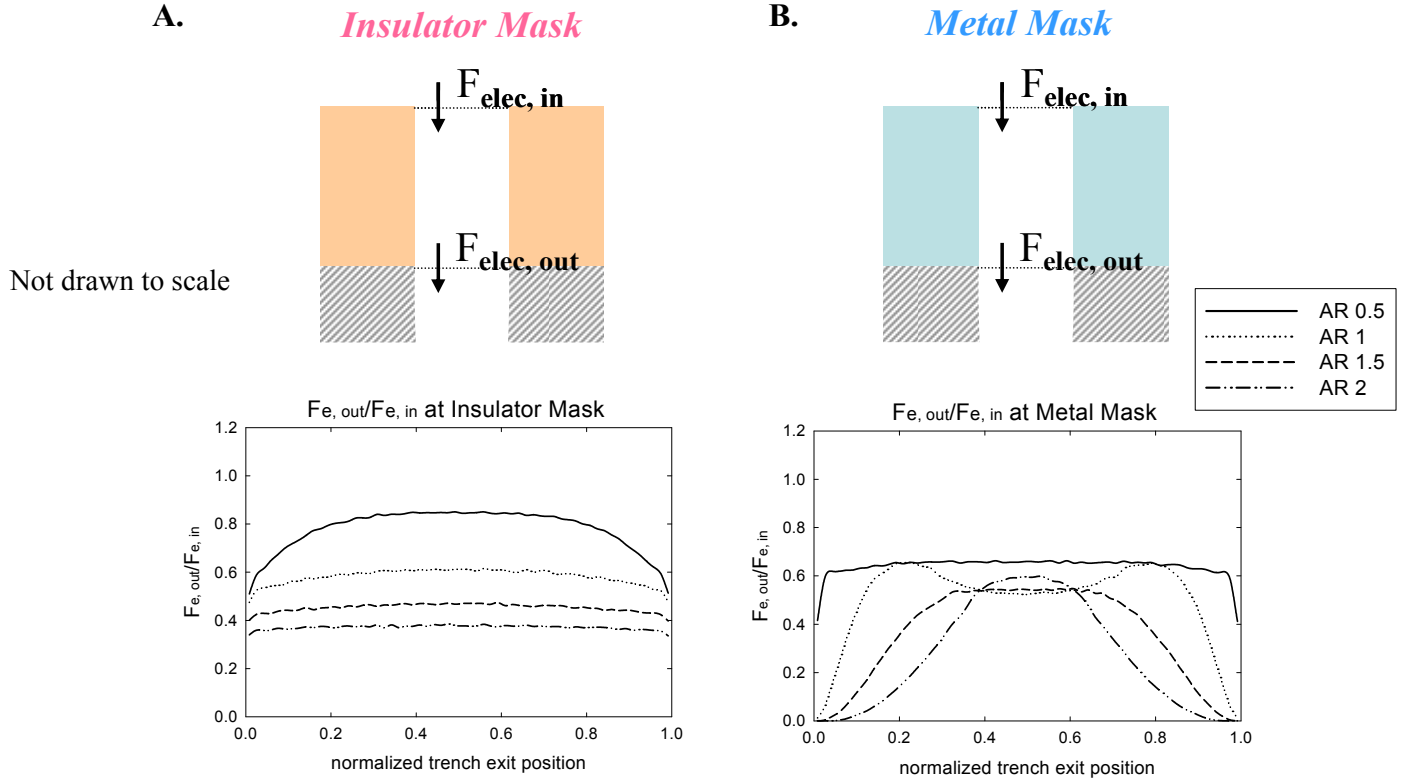 A.
Insulator Mask
B.
Metal Mask
Felec, in
Felec, in
Felec, out
Felec, out
Not drawn to scale
AR 0.5
AR 1
AR 1.5
AR 2
Fe, out/Fe, in at Insulator Mask
Fe, out/Fe, in
1.2
1.0
0.8
0.6
0.4
0.2
0.0
0.0 0.2 0.4 0.6 0.8 1.0
normalized trench exit position
Fe, out/Fe, in at Metal Mask
Fe, out/Fe, in
1.2
1.0
0.8
0.6
0.4
0.2
0.0
0.0 0.2 0.4 0.6 0.8 1.0
normalized trench exit position